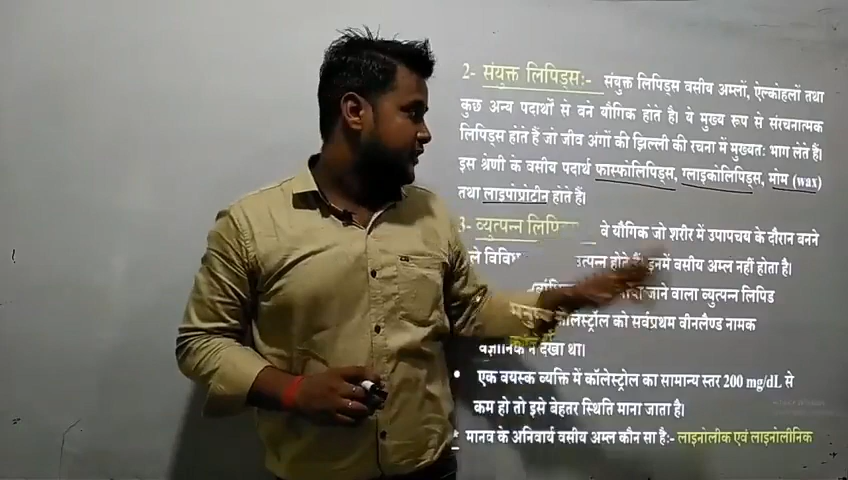 2- संयुक्त लिपिड्स:- संयुक्त लिपिड्स वसीय अम्लों, ऐल्कोहलों तथा
कुछ अन्य पदार्थों से बने यौगिक होते है। ये मुख्य रूप से संरचनात्मक
लिपिड्स होते हैं जो जीव अंगों की झिल्ली की रचना में मुख्यत: भाग लेते हैं।
इस श्रेणी के वसीय पदार्थ फास्फोलिपिड्स, ग्लाइकोलिपिड्स, मोम (wax)
तथा लाइपोप्रोटीन होते हैं।
3- व्युत्पन्न वे यौगिक जो शरीर में उपापचय के दौरान बनने
होते हैं। इनमें वसीय अम्ल नहीं होता है।
जाने वाला व्युत्पन्न लिपिड
को सर्वप्रथम वीनलैण्ड नामक
वैज्ञानिक ने देखा था।
• एक वयस्क व्यक्ति में कॉलेस्ट्रोल का सामान्य स्तर 200 mg/dL से
कम हो तो इसे बेहतर स्थिति माना जाता है।
* मानव के अनिवार्य वसीय अम्ल कौन सा है:- लाइनोलीक एवं लाइनोलीनिक